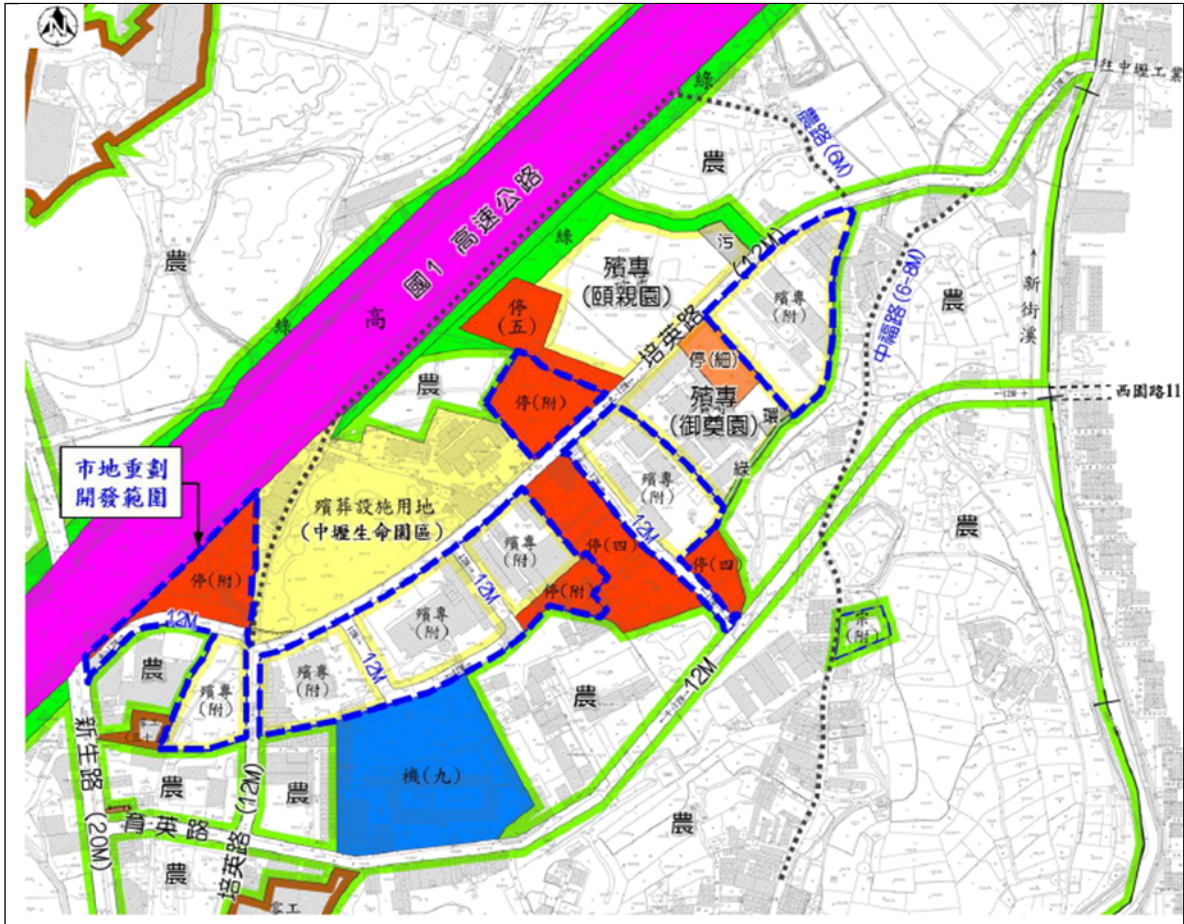 N
綠
往中壢工業
農路(6M)
農
國1 高速公路
污
(12M)
農
綠
殯專
(頤親園)
殯專
(附)
中福路(6-8M)
農
新街溪
綠
高
停
(五)
培英路
停(細)
西園路11
農
停(附)
殯專
(御奠園)
環
市地重劃
開發範圍
綠
殯葬設施用地
(中壢生命園區)
殯專
(附)
農
12M
停(四)
殯專
(附)
停(附)
12M
停(四)
停(附)
12M
殯專
(附)
宗
(附)
12M
農
殯專
(附)
12M
殯專
(附)
農
12M
新生路
(20M)
機(九)
農
農
農
育英路
培英路 (12M)
農
零工